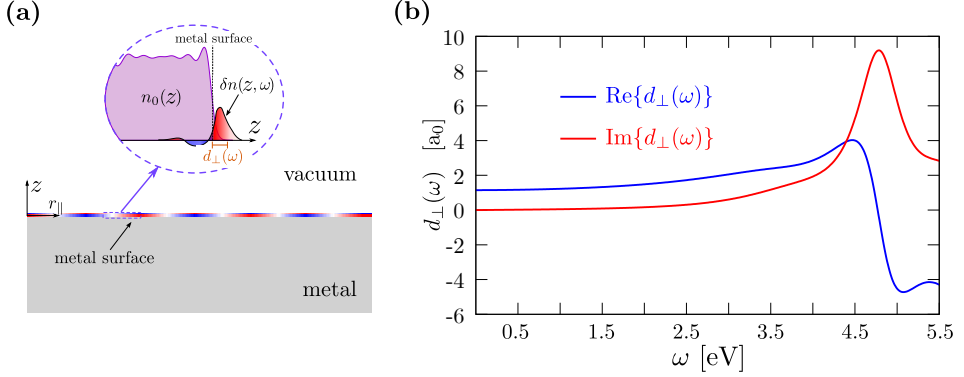 (a)
metal surface
n₀(z)
δn(z, ω)
z
d⊥(ω)
vacuum
z
r||
metal surface
metal
(b)
10
8
6
4
2
0
-2
-4
-6
d⊥(ω) [a₀]
Re{d⊥(ω)}
Im{d⊥(ω)}
0.5 1.5 2.5 3.5 4.5 5.5
ω [eV]